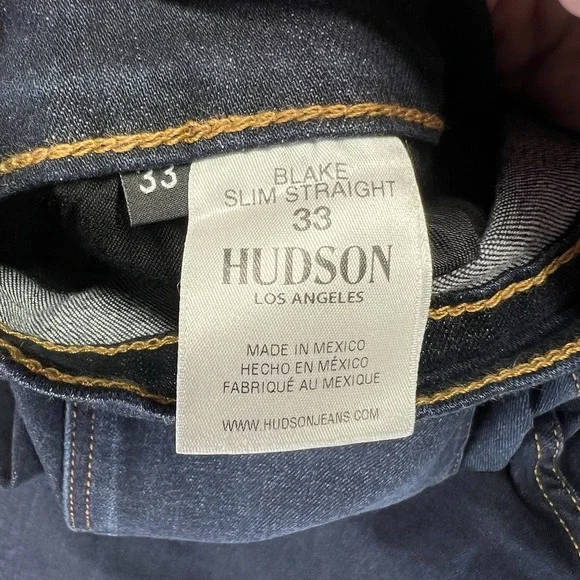 33
BLAKE
SLIM STRAIGHT
33
HUDSON
LOS ANGELES
MADE IN MEXICO
HECHO EN MÉXICO
FABRIQUÉ AU MEXIQUE
WWW.HUDSONJEANS.COM